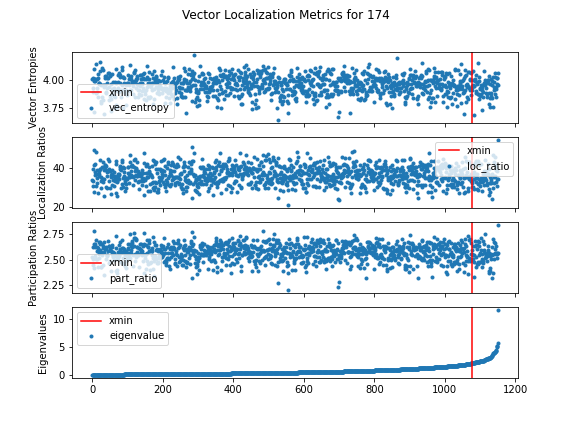 Vector Localization Metrics for 174
Vector Entropies
4.00
3.75
xmin
vec_entropy
Localization Ratios
40
20
xmin
loc_ratio
Participation Ratios
2.75
2.50
2.25
xmin
part_ratio
Eigenvalues
10
5
0
xmin
eigenvalue
0
200
400
600
800
1000
1200